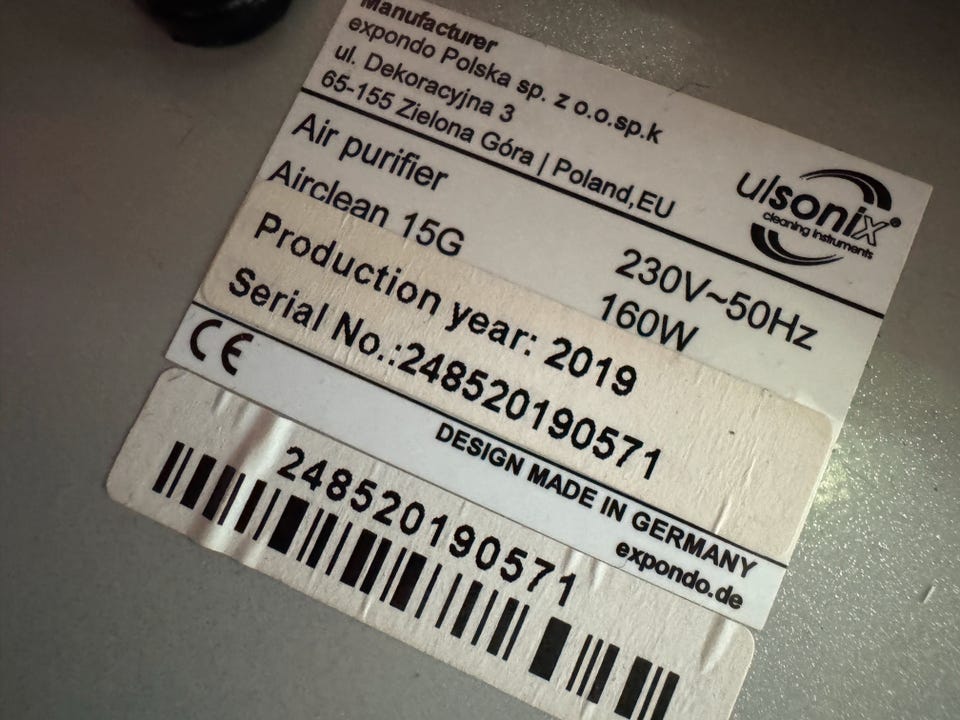 Manufacturer
expondo Polska sp. z o.o.sp.k
ul. Dekoracyjna 3
65-155 Zielona Góra | Poland,EU
ulsonix®
cleaning instruments
Air purifier
Airclean 15G
230V~50Hz
160W
Production year: 2019
Serial No.:248520190571
CE
DESIGN MADE IN GERMANY
expondo.de
248520190571